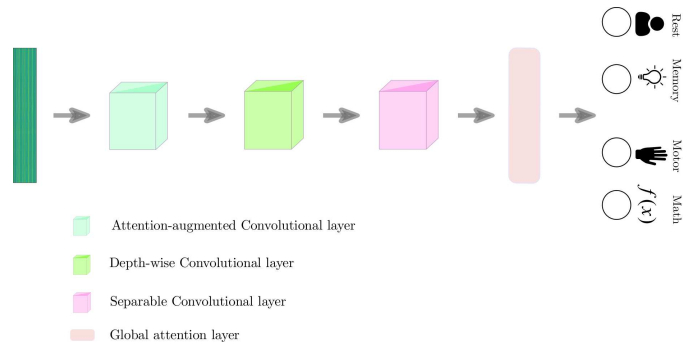 Rest
Memory
Motor
Math
f(x)
Attention-augmented Convolutional layer
Depth-wise Convolutional layer
Separable Convolutional layer
Global attention layer